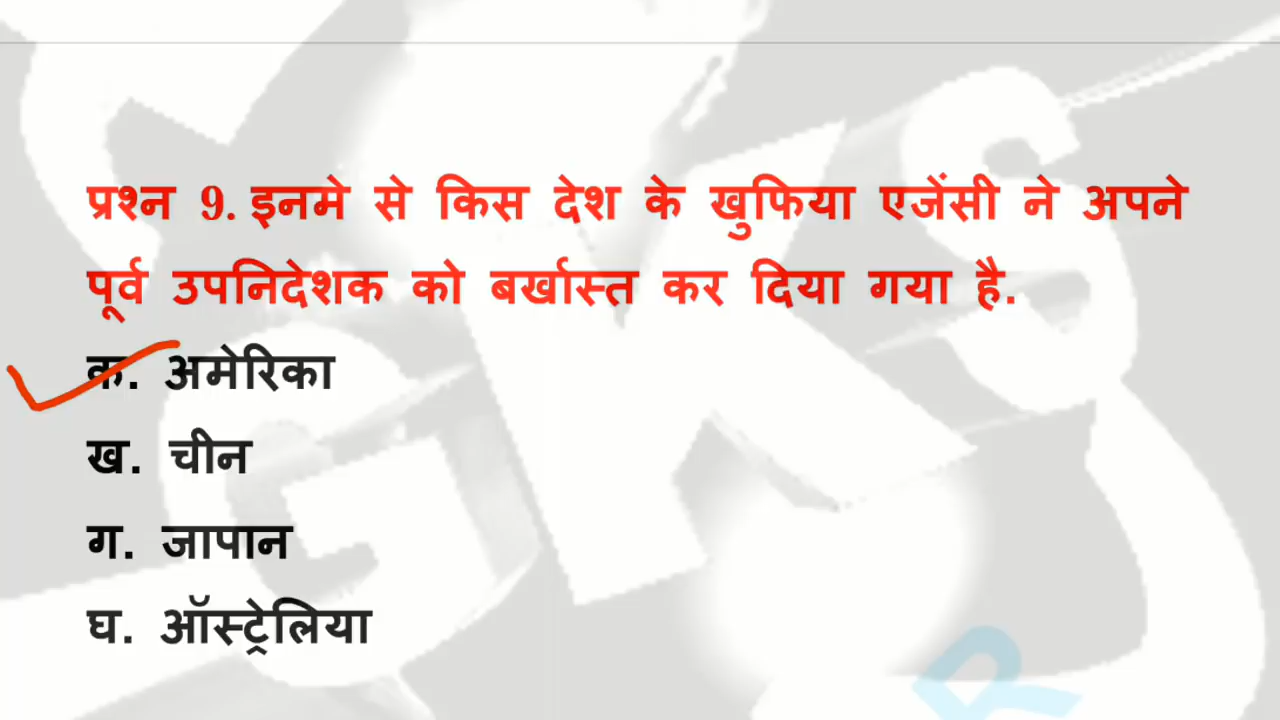 प्रश्न 9. इनमे से किस देश के खुफिया एजेंसी ने अपने
पूर्व उपनिदेशक को बर्खास्त कर दिया गया है.
क. अमेरिका
ख. चीन
ग. जापान
घ. ऑस्ट्रेलिया